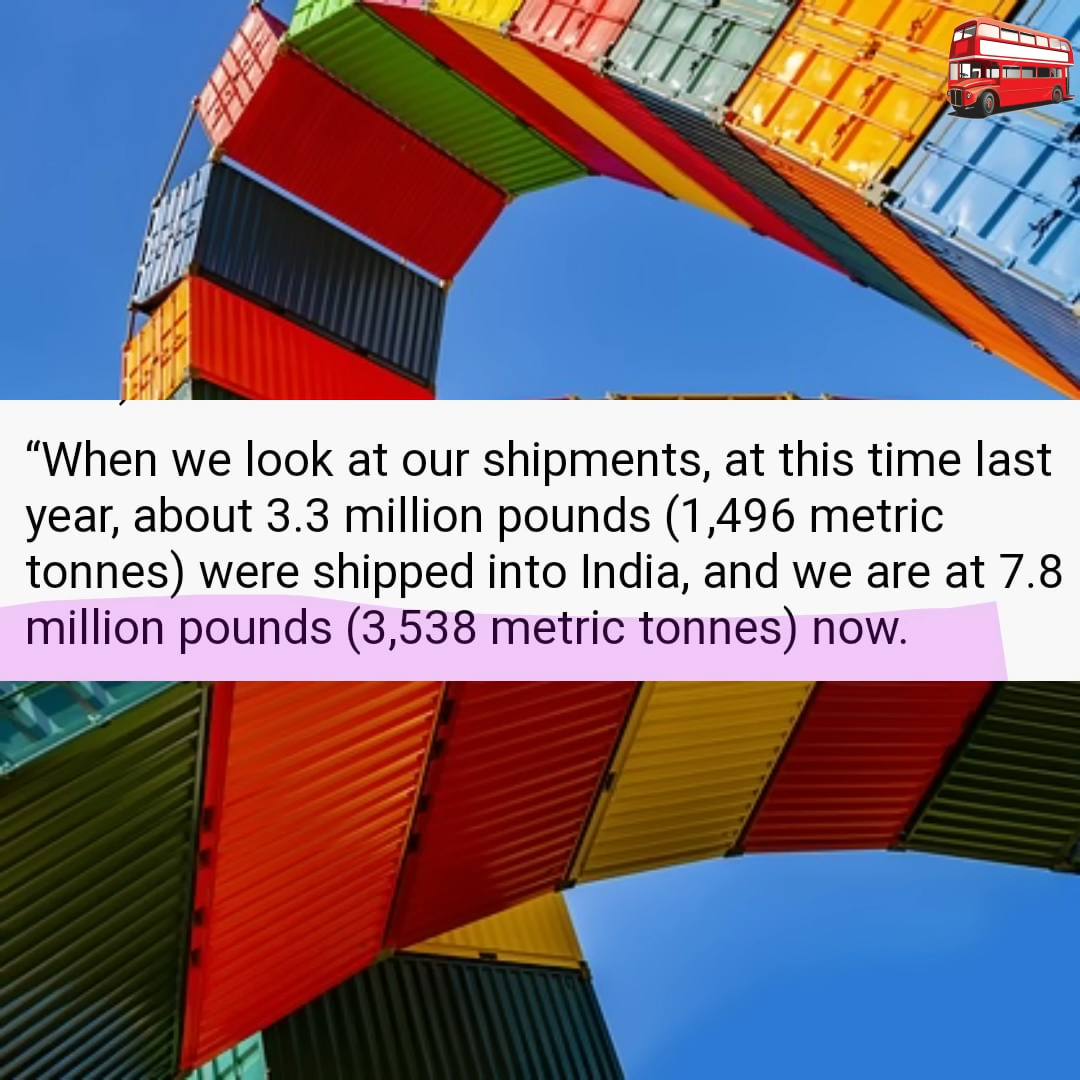 “When we look at our shipments, at this time last
year, about 3.3 million pounds (1,496 metric
tonnes) were shipped into India, and we are at 7.8
million pounds (3,538 metric tonnes) now.